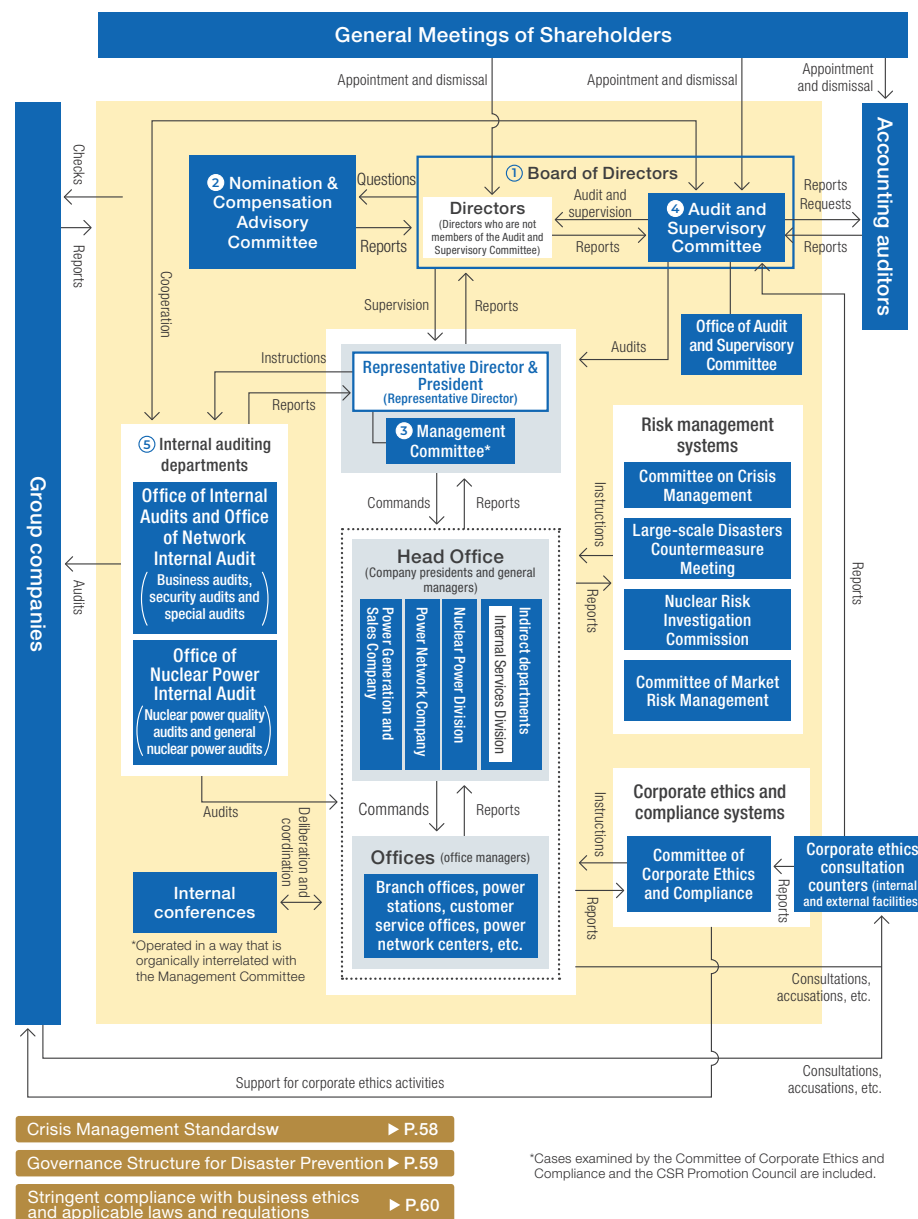 General Meetings of Shareholders
Appointment and dismissal
Appointment and dismissal
Appointment
and dismissal
Group companies
Checks
Reports
Accounting auditors
① Board of Directors
❷ Nomination &
Compensation
Advisory
Committee
Questions
Reports
Directors
(Directors who are not
members of the Audit and
Supervisory Committee)
Audit and
supervision
Reports
❹ Audit and
Supervisory
Committee
Reports
Requests
Reports
Cooperation
Supervision
Reports
Audits
Office of Audit
and Supervisory
Committee
Instructions
Reports
Representative Director &
President
(Representative Director)
❸ Management
Committee*
⑤ Internal auditing
departments
Office of Internal
Audits and Office
of Network
Internal Audit
(Business audits,
security audits and
special audits)
Office of
Nuclear Power
Internal Audit
(Nuclear power quality
audits and general
nuclear power audits)
Audits
Commands
Reports
Head Office
(Company presidents and general
managers)
Power Generation and
Sales Company
Power Network Company
Nuclear Power Division
Internal Services Division
Indirect departments
Risk management
systems
Committee on Crisis
Management
Large-scale Disasters
Countermeasure
Meeting
Nuclear Risk
Investigation
Commission
Committee of Market
Risk Management
Instructions
Reports
Reports
Audits
Commands
Reports
Deliberation and
coordination
Internal
conferences
*Operated in a way that is
organically interrelated with
the Management Committee
Offices (office managers)
Branch offices, power
stations, customer
service offices, power
network centers, etc.
Corporate ethics and
compliance systems
Instructions
Reports
Committee of
Corporate Ethics
and Compliance
Reports
Corporate ethics
consultation
counters (internal
and external facilities)
Consultations,
accusations, etc.
Support for corporate ethics activities
Consultations,
accusations, etc.
Crisis Management Standardsw ▶ P.58
Governance Structure for Disaster Prevention ▶ P.59
Stringent compliance with business ethics
and applicable laws and regulations ▶ P.60
*Cases examined by the Committee of Corporate Ethics and
Compliance and the CSR Promotion Council are included.